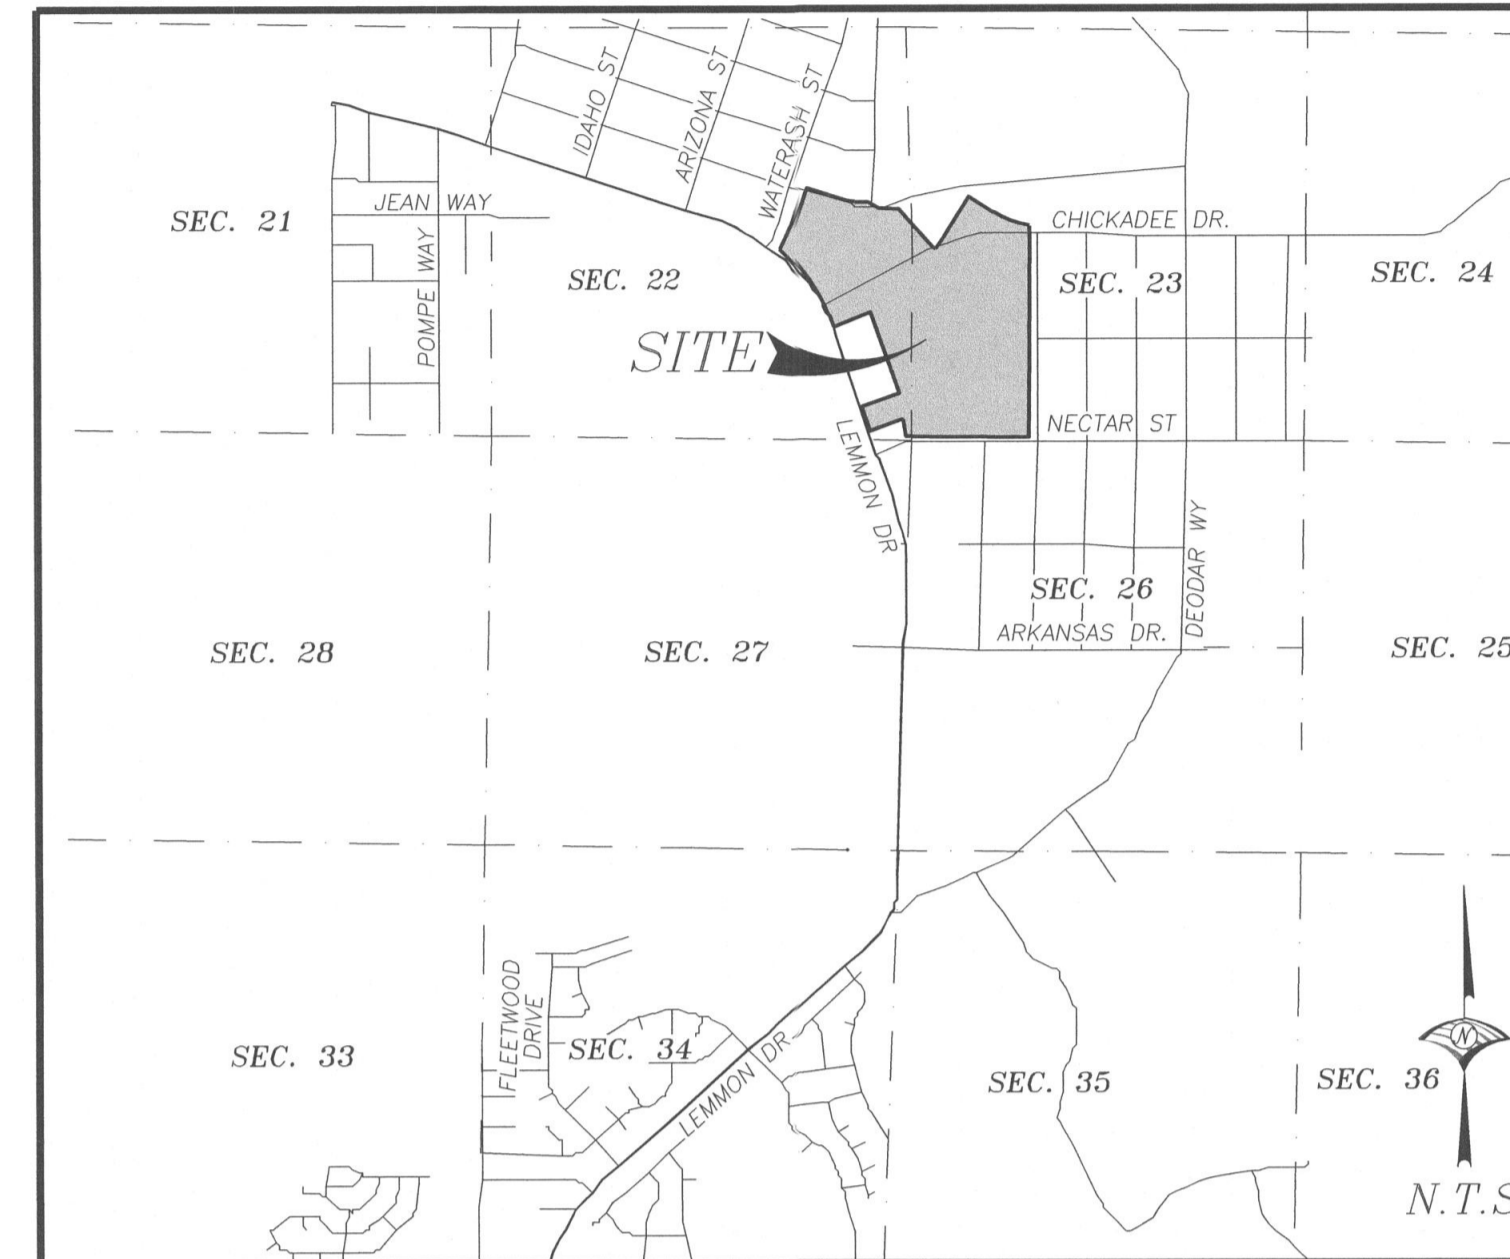 IDAHO ST
ARIZONA ST
WATERASH ST
JEAN WAY
SEC. 21
POMPE WAY
SEC. 22
CHICKADEE DR.
SEC. 23
SEC. 24
SITE
NECTAR ST
LEMMON DR
DEODAR WY
SEC. 26
ARKANSAS DR.
SEC. 28
SEC. 27
SEC. 25
FLEETWOOD
DRIVE
SEC. 33
SEC. 34
LEMMON DR
SEC. 35
SEC. 36
N
N.T.S